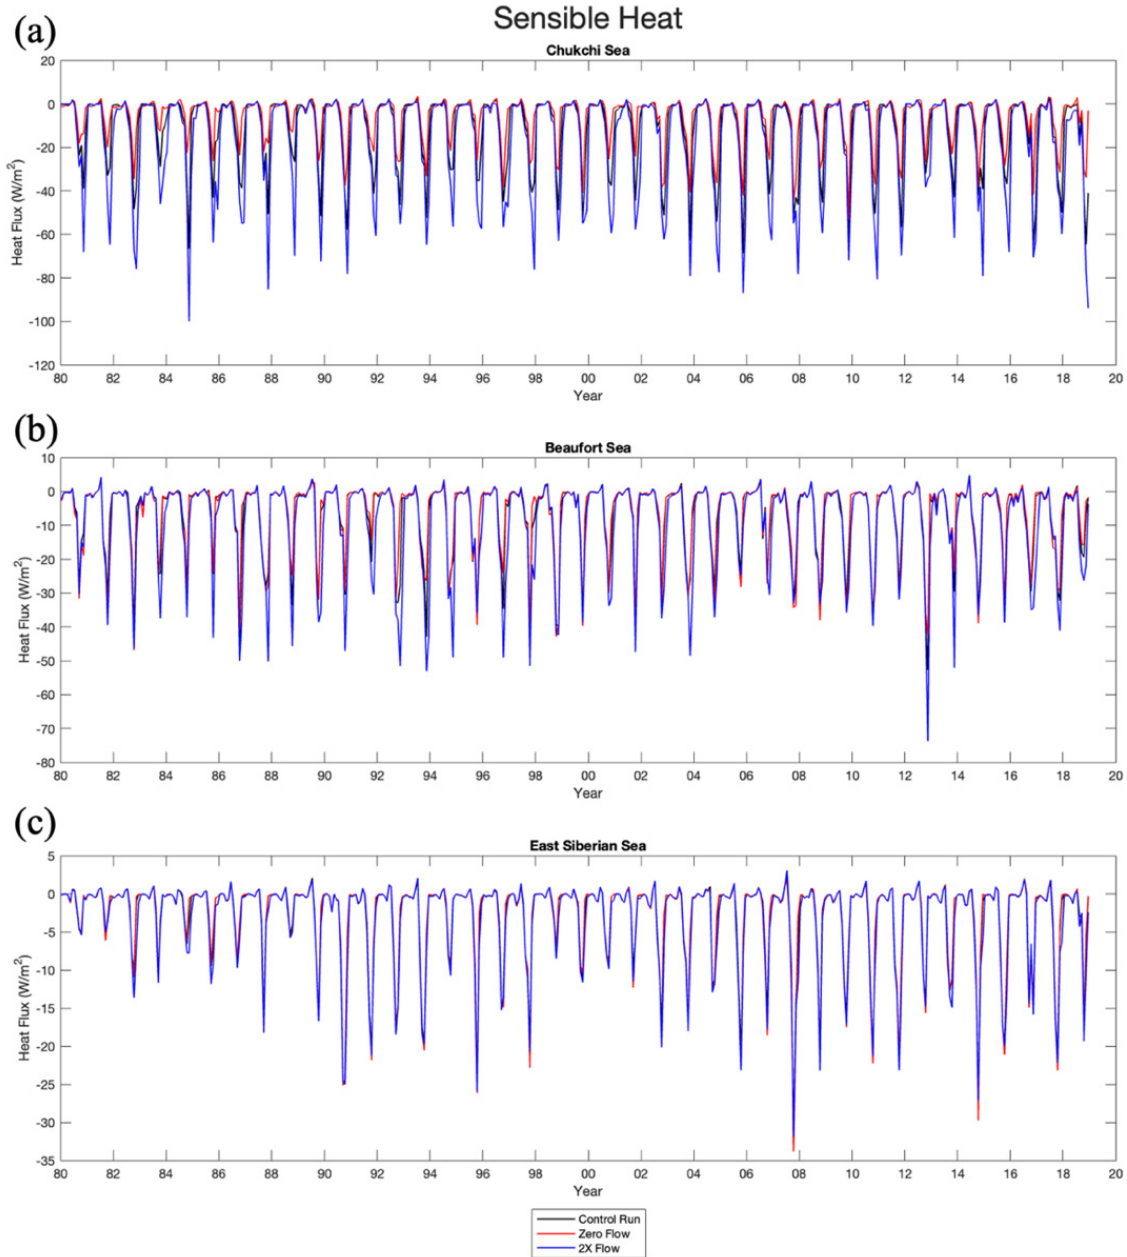 Sensible Heat
(a)
Chukchi Sea
20
0
-20
-40
-60
-80
-100
-120
Heat Flux (W/m²)
80 82 84 86 88 90 92 94 96 98 00 02 04 06 08 10 12 14 16 18 20
Year
(b)
Beaufort Sea
10
0
-10
-20
-30
-40
-50
-60
-70
-80
Heat Flux (W/m²)
80 82 84 86 88 90 92 94 96 98 00 02 04 06 08 10 12 14 16 18 20
Year
(c)
East Siberian Sea
5
0
-5
-10
-15
-20
-25
-30
-35
Heat Flux (W/m²)
80 82 84 86 88 90 92 94 96 98 00 02 04 06 08 10 12 14 16 18 20
Year
Control Run
Zero Flow
2X Flow